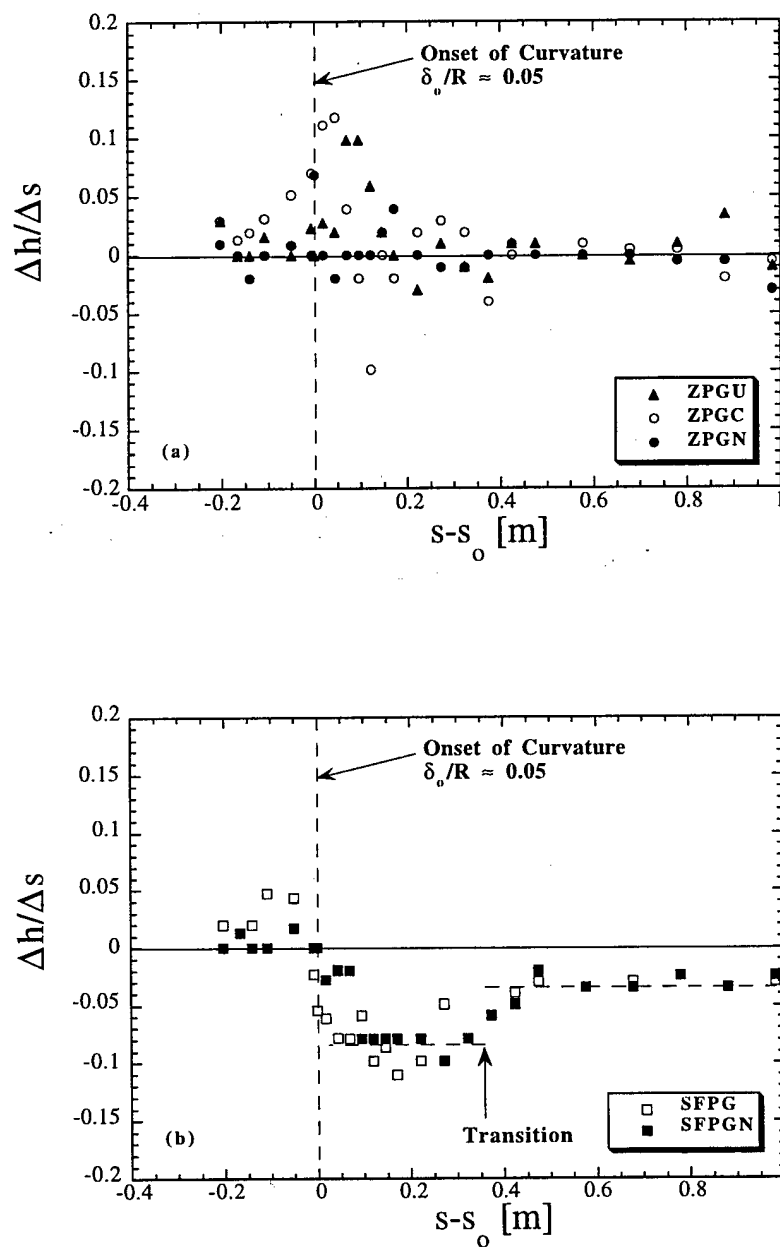 0.2
0.15
0.1
0.05
0
-0.05
-0.1
-0.15
-0.2
Δh/Δs
Onset of Curvature
δo/R ≈ 0.05
ZPGU
ZPGC
ZPGN
(a)
-0.4 -0.2 0 0.2 0.4 0.6 0.8 1
s-so [m]
0.2
0.15
0.1
0.05
0
-0.05
-0.1
-0.15
-0.2
Δh/Δs
Onset of Curvature
δo/R ≈ 0.05
SFPG
SFPGN
(b)
Transition
-0.4 -0.2 0 0.2 0.4 0.6 0.8
s-so [m]